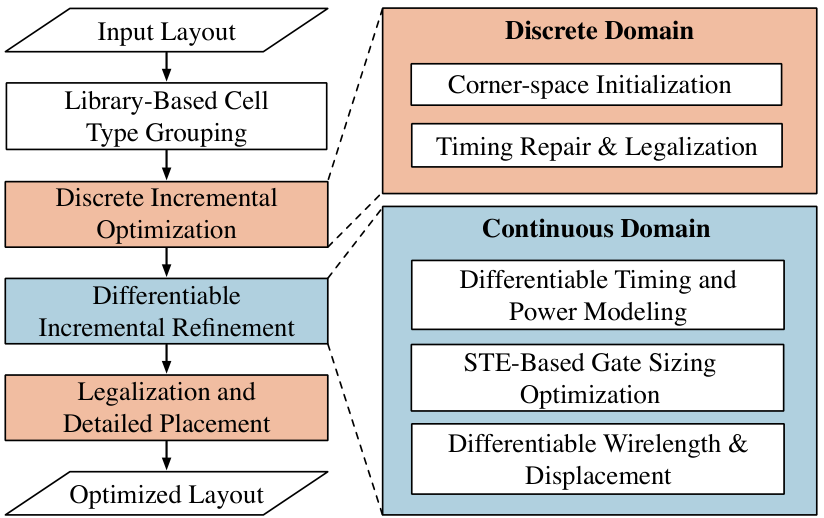 Input Layout
Library-Based Cell
Type Grouping
Discrete Incremental
Optimization
Differentiable
Incremental Refinement
Legalization and
Detailed Placement
Optimized Layout
Discrete Domain
Corner-space Initialization
Timing Repair & Legalization
Continuous Domain
Differentiable Timing and
Power Modeling
STE-Based Gate Sizing
Optimization
Differentiable Wirelength &
Displacement